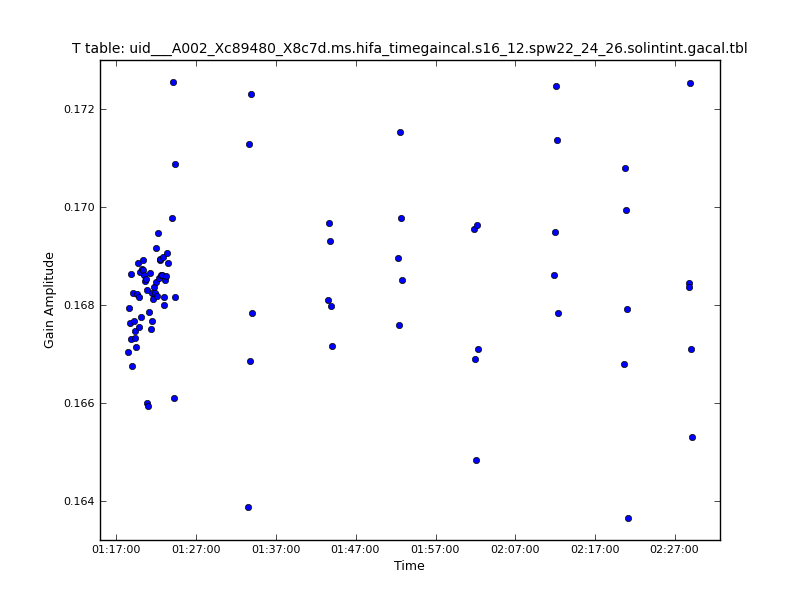 T table: uid___A002_Xc89480_X8c7d.ms.hifa_timegaincal.s16_12.spw22_24_26.solintint.gacal.tbl
0.172
0.170
0.168
0.166
0.164
Gain Amplitude
01:17:00 01:27:00 01:37:00 01:47:00 01:57:00 02:07:00 02:17:00 02:27:00
Time